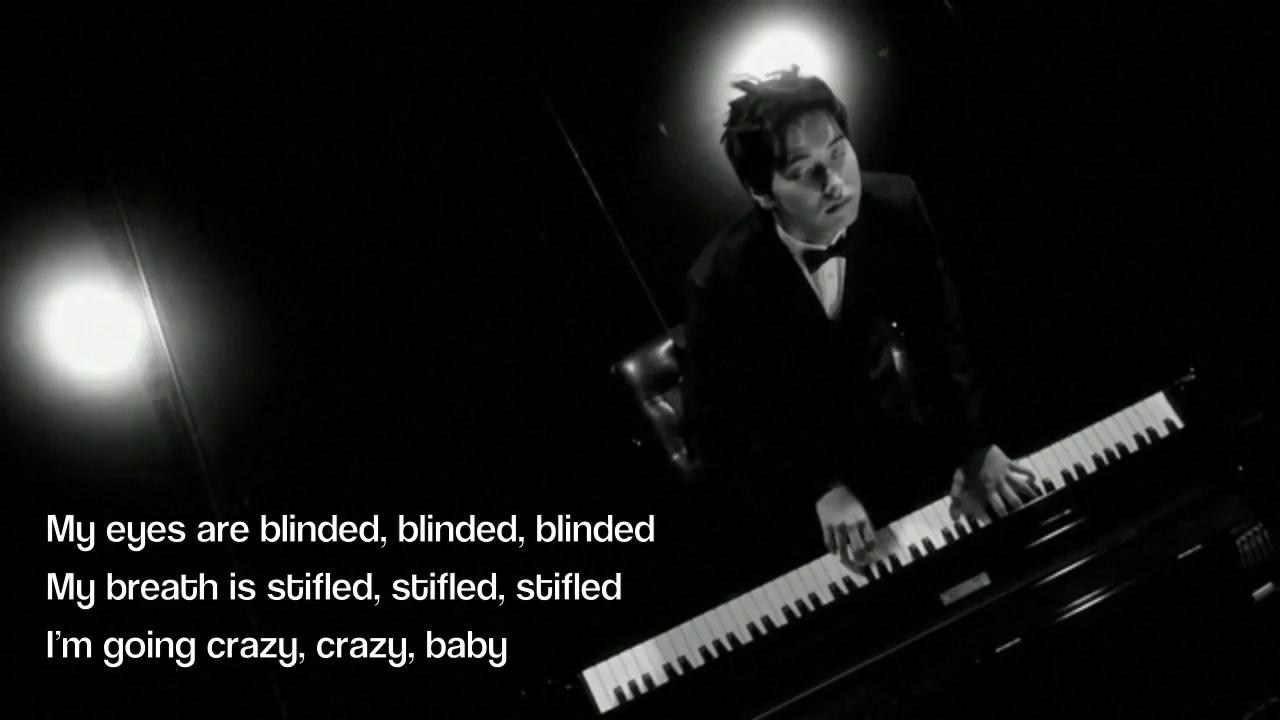 My eyes are blinded, blinded, blinded
My breath is stifled, stifled, stifled
I’m going crazy, crazy, baby